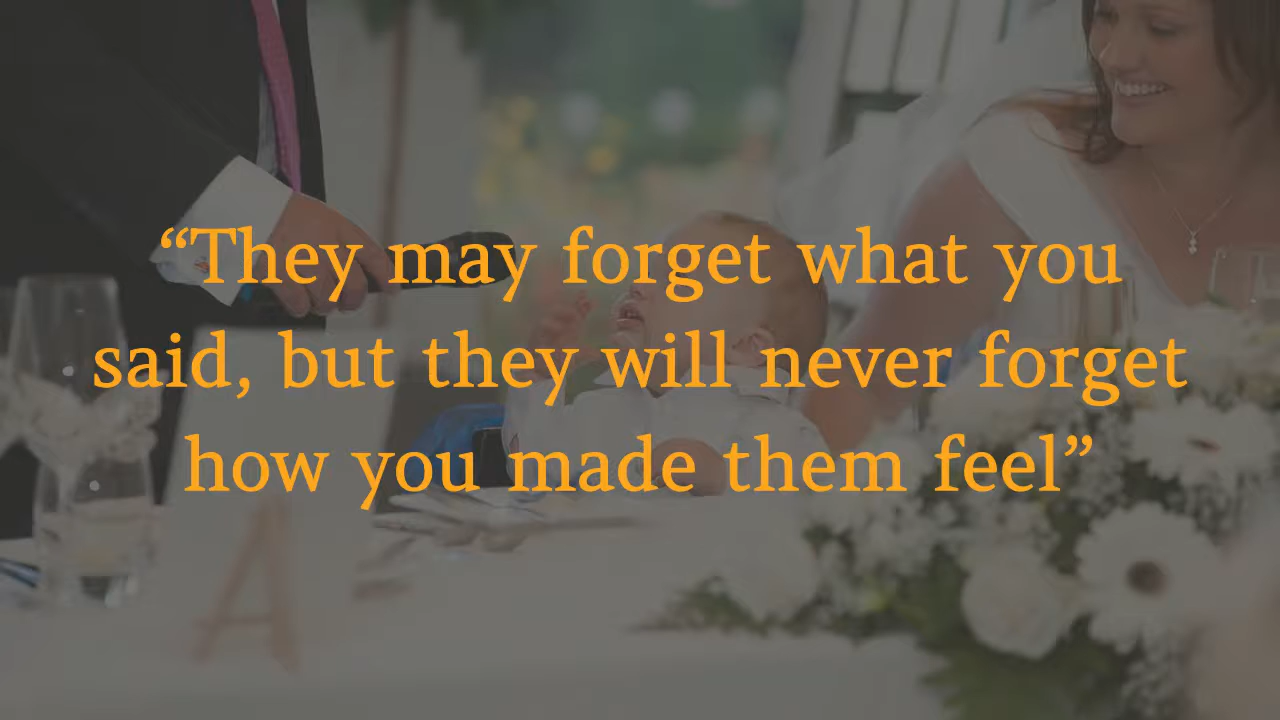 “They may forget what you
said, but they will never forget
how you made them feel”
A